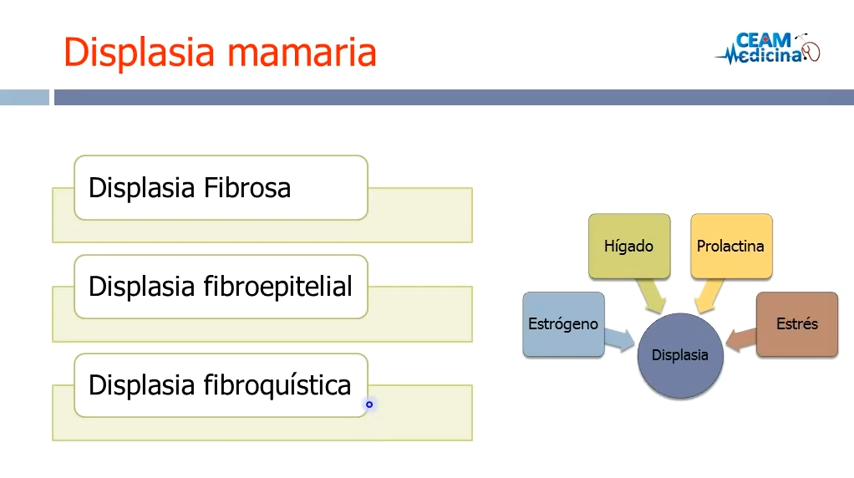 Displasia mamaria
CEAM
Medicina
Displasia Fibrosa
Displasia fibroepitelial
Displasia fibroquística
Hígado
Prolactina
Estrógeno
Estrés
Displasia